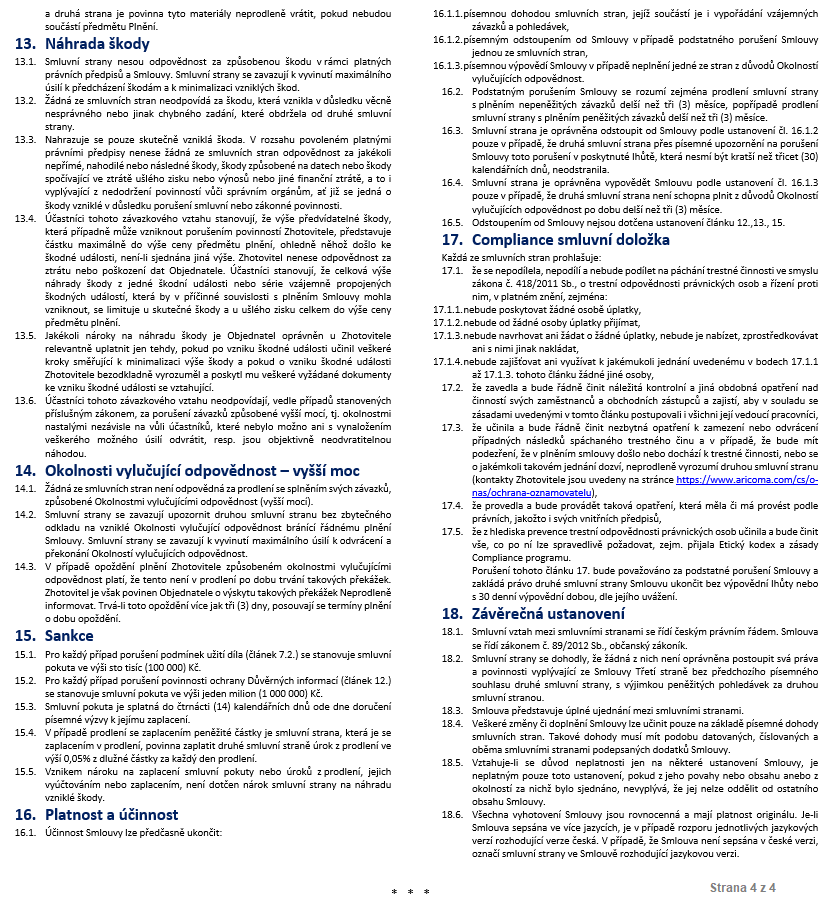 a druhá strana je povinna tyto materiály neprodleně vrátit, pokud nebudou
součástí předmětu Plnění.
13. Náhrada škody
13.1. Smluvní strany nesou odpovědnost za způsobenou škodu v rámci platných
právních předpisů a Smlouvy. Smluvní strany se zavazují k vyvinutí maximálního
úsilí k předcházení škodám a k minimalizaci vzniklých škod.
13.2. Žádná ze smluvních stran neodpovídá za škodu, která vznikla v důsledku věcně
nesprávného nebo jinak chybného zadání, které obdržela od druhé smluvní
strany.
13.3. Nahrazuje se pouze skutečně vzniklá škoda. V rozsahu povoleném platnými
právními předpisy nenese žádná ze smluvních stran odpovědnost za jakékoli
nepřímé, nahodilé nebo následné škody, škody způsobené na datech nebo škody
spočívající ve ztrátě ušlého zisku nebo výnosů nebo jiné finanční ztrátě, a to i
vyplývající z nedodržení povinností vůči správním orgánům, ať již se jedná o
škody vzniklé v důsledku porušení smluvní nebo zákonné povinnosti.
13.4. Účastníci tohoto závazkového vztahu stanovují, že výše předvídatelné škody,
která případně může vzniknout porušením povinností Zhotovitele, představuje
částku maximálně do výše ceny předmětu plnění, ohledně něhož došlo ke
škodné události, není-li sjednána jiná výše. Zhotovitel nenese odpovědnost za
ztrátu nebo poškození dat Objednatele. Účastníci stanovují, že celková výše
náhrady škody z jedné škodní události nebo série vzájemně propojených
škodných událostí, která by v příčinné souvislosti s plněním Smlouvy mohla
vzniknout, se limituje u skutečné škody a u ušlého zisku celkem do výše ceny
předmětu plnění.
13.5. Jakékoli nároky na náhradu škody je Objednatel oprávněn u Zhotovitele
relevantně uplatnit jen tehdy, pokud po vzniku škodné události učinil veškeré
kroky směřující k minimalizaci výše škody a pokud o vzniku škodné události
Zhotovitele bezodkladně vyrozuměl a poskytl mu veškeré vyžádané dokumenty
ke vzniku škodné události se vztahující.
13.6. Účastníci tohoto závazkového vztahu neodpovídají, vedle případů stanovených
příslušným zákonem, za porušení závazků způsobené vyšší mocí, tj. okolnostmi
nastalými nezávisle na vůli účastníků, které nebylo možno ani s vynaložením
veškerého možného úsilí odvrátit, resp. jsou objektivně neodvratitelnou
náhodou.
14. Okolnosti vylučující odpovědnost – vyšší moc
14.1. Žádná ze smluvních stran není odpovědná za prodlení se splněním svých závazků,
způsobené Okolnostmi vylučujícími odpovědnost (vyšší mocí).
14.2. Smluvní strany se zavazují upozornit druhou smluvní stranu bez zbytečného
odkladu na vzniklé Okolnosti vylučující odpovědnost bránící řádnému plnění
Smlouvy. Smluvní strany se zavazují k vyvinutí maximálního úsilí k odvrácení a
překonání Okolností vylučujících odpovědnost.
14.3. V případě opoždění plnění Zhotovitele způsobeném okolnostmi vylučujícími
odpovědnost platí, že tento není v prodlení po dobu trvání takových překážek.
Zhotovitel je však povinen Objednatele o výskytu takových překážek Neprodleně
informovat. Trvá-li toto opoždění více jak tři (3) dny, posouvají se termíny plnění
o dobu opoždění.
15. Sankce
15.1. Pro každý případ porušení podmínek užití díla (článek 7.2.) se stanovuje smluvní
pokuta ve výši sto tisíc (100 000) Kč.
15.2. Pro každý případ porušení povinnosti ochrany Důvěrných informací (článek 12.)
se stanovuje smluvní pokuta ve výši jeden milion (1 000 000) Kč.
15.3. Smluvní pokuta je splatná do čtrnácti (14) kalendářních dnů ode dne doručení
písemné výzvy k jejímu zaplacení.
15.4. V případě prodlení se zaplacením peněžité částky je smluvní strana, která je se
zaplacením v prodlení, povinna zaplatit druhé smluvní straně úrok z prodlení ve
výši 0,05% z dlužné částky za každý den prodlení.
15.5. Vznikem nároku na zaplacení smluvní pokuty nebo úroků z prodlení, jejich
vyúčtováním nebo zaplacením, není dotčen nárok smluvní strany na náhradu
vzniklé škody.
16. Platnost a účinnost
16.1. Účinnost Smlouvy lze předčasně ukončit:
16.1.1. písemnou dohodou smluvních stran, jejíž součástí je i vypořádání vzájemných
závazků a pohledávek,
16.1.2. písemným odstoupením od Smlouvy v případě podstatného porušení Smlouvy
jednou ze smluvních stran,
16.1.3. písemnou výpovědí Smlouvy v případě neplnění jedné ze stran z důvodů Okolností
vylučujících odpovědnost.
16.2. Podstatným porušením Smlouvy se rozumí zejména prodlení smluvní strany
s plněním nepeněžitých závazků delší než tři (3) měsíce, popřípadě prodlení
smluvní strany s plněním peněžitých závazků delší než tři (3) měsíce.
16.3. Smluvní strana je oprávněna odstoupit od Smlouvy podle ustanovení čl. 16.1.2
pouze v případě, že druhá smluvní strana přes písemné upozornění na porušení
Smlouvy toto porušení v poskytnuté lhůtě, která nesmí být kratší než třicet (30)
kalendářních dnů, neodstranila.
16.4. Smluvní strana je oprávněna vypovědět Smlouvu podle ustanovení čl. 16.1.3
pouze v případě, že druhá smluvní strana není schopna plnit z důvodů Okolností
vylučujících odpovědnost po dobu delší než tři (3) měsíce.
16.5. Odstoupením od Smlouvy nejsou dotčena ustanovení článku 12.,13., 15.
17. Compliance smluvní doložka
Každá ze smluvních stran prohlašuje:
17.1. že se nepodílela, nepodílí a nebude podílet na páchání trestné činnosti ve smyslu
zákona č. 418/2011 Sb., o trestní odpovědnosti právnických osob a řízení proti
nim, v platném znění, zejména:
17.1.1. nebude poskytovat žádné osobě úplatky,
17.1.2. nebude od žádné osoby úplatky přijímat,
17.1.3. nebude navrhovat ani žádat o žádné úplatky, nebude je nabízet, zprostředkovávat
ani s nimi jinak nakládat,
17.1.4. nebude zajišťovat ani využívat k jakémukoli jednání uvedenému v bodech 17.1.1
až 17.1.3. tohoto článku žádné jiné osoby,
17.2. že zavedla a bude řádně činit náležitá kontrolní a jiná obdobná opatření nad
činností svých zaměstnanců a obchodních zástupců a zajistí, aby v souladu se
zásadami uvedenými v tomto článku postupovali i všichni její vedoucí pracovníci,
17.3. že učinila a bude řádně činit nezbytná opatření k zamezení nebo odvrácení
případných následků spáchaného trestného činu a v případě, že bude mít
podezření, že v plněním smlouvy došlo nebo dochází k trestné činnosti, nebo se
o jakémkoli takovém jednání dozví, neprodleně vyrozumí druhou smluvní stranu
(kontakty Zhotovitele jsou uvedeny na stránce https://www.aricoma.com/cs/o-
nas/ochrana-oznamovatelu),
17.4. že provedla a bude provádět taková opatření, která měla či má provést podle
právních, jakožto i svých vnitřních předpisů,
17.5. že z hlediska prevence trestní odpovědnosti právnických osob učinila a bude činit
vše, co po ní lze spravedlivě požadovat, zejm. přijala Etický kodex a zásady
Compliance programu.
Porušení tohoto článku 17. bude považováno za podstatné porušení Smlouvy a
zakládá právo druhé smluvní strany Smlouvu ukončit bez výpovědní lhůty nebo
s 30 denní výpovědní dobou, dle jejího uvážení.
18. Závěrečná ustanovení
18.1. Smluvní vztah mezi smluvními stranami se řídí českým právním řádem. Smlouva
se řídí zákonem č. 89/2012 Sb., občanský zákoník.
18.2. Smluvní strany se dohodly, že žádná z nich není oprávněna postoupit svá práva
a povinnosti vyplývající ze Smlouvy Třetí straně bez předchozího písemného
souhlasu druhé smluvní strany, s výjimkou peněžitých pohledávek za druhou
smluvní stranou.
18.3. Smlouva představuje úplné ujednání mezi smluvními stranami.
18.4. Veškeré změny či doplnění Smlouvy lze učinit pouze na základě písemné dohody
smluvních stran. Takové dohody musí mít podobu datovaných, číslovaných a
oběma smluvními stranami podepsaných dodatků Smlouvy.
18.5. Vztahuje-li se důvod neplatnosti jen na některé ustanovení Smlouvy, je
neplatným pouze toto ustanovení, pokud z jeho povahy nebo obsahu anebo z
okolností za nichž bylo sjednáno, nevyplývá, že jej nelze oddělit od ostatního
obsahu Smlouvy.
18.6. Všechna vyhotovení Smlouvy jsou rovnocenná a mají platnost originálu. Je-li
Smlouva sepsána ve více jazycích, je v případě rozporu jednotlivých jazykových
verzí rozhodující verze česká. V případě, že Smlouva není sepsána v české verzi,
označí smluvní strany ve Smlouvě rozhodující jazykovou verzi.
* * *
Strana 4 z 4